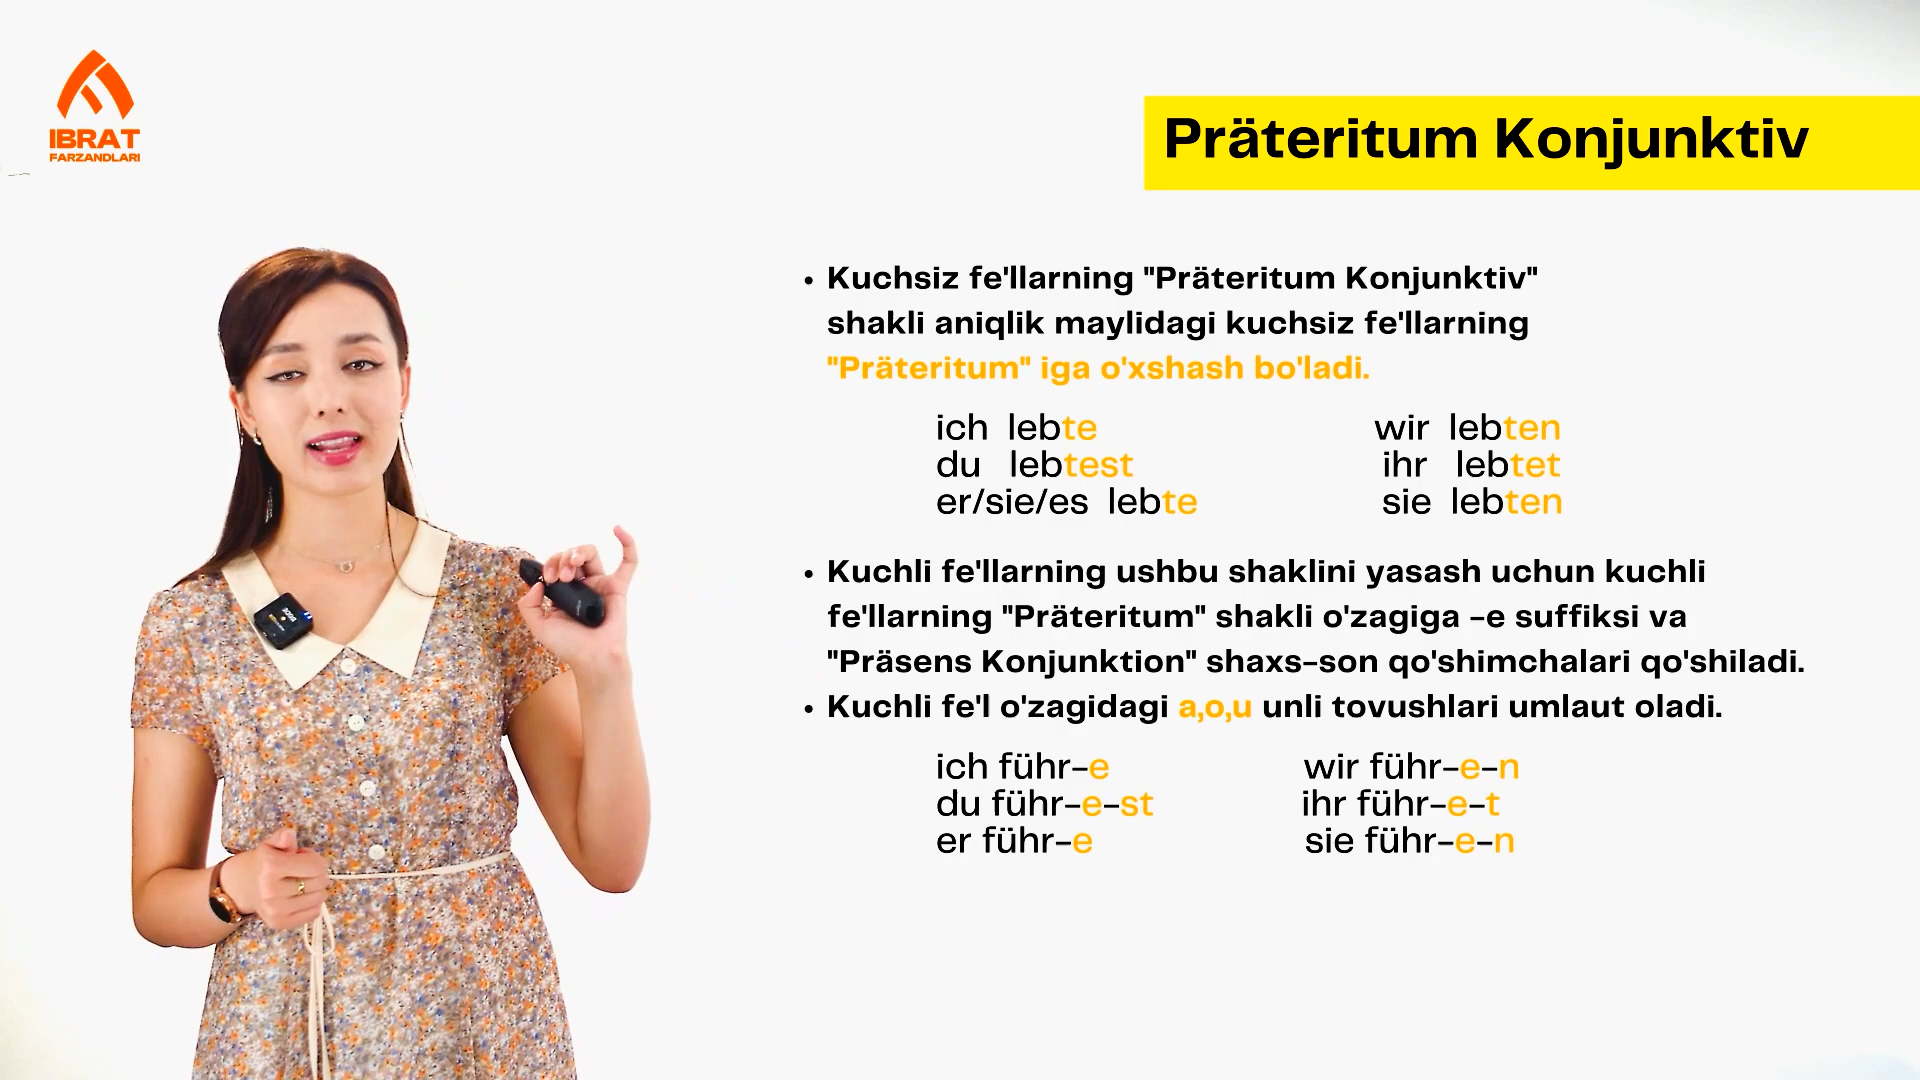 IBRAT
FARZANDLARI
Präteritum Konjunktiv
• Kuchsiz fe'llarning "Präteritum Konjunktiv"
shakli aniqlik maylidagi kuchsiz fe'llarning
"Präteritum" iga o'xshash bo'ladi.
ich lebte wir lebten
du lebtest ihr lebtet
er/sie/es lebte sie lebten
• Kuchli fe'llarning ushbu shaklini yasash uchun kuchli
fe'llarning "Präteritum" shakli o'zagiga -e suffiksi va
"Präsens Konjunktion" shaxs-son qo'shimchalari qo'shiladi.
• Kuchli fe'l o'zagidagi a,o,u unli tovushlari umlaut oladi.
ich führ-e wir führ-e-n
du führ-e-st ihr führ-e-t
er führ-e sie führ-e-n